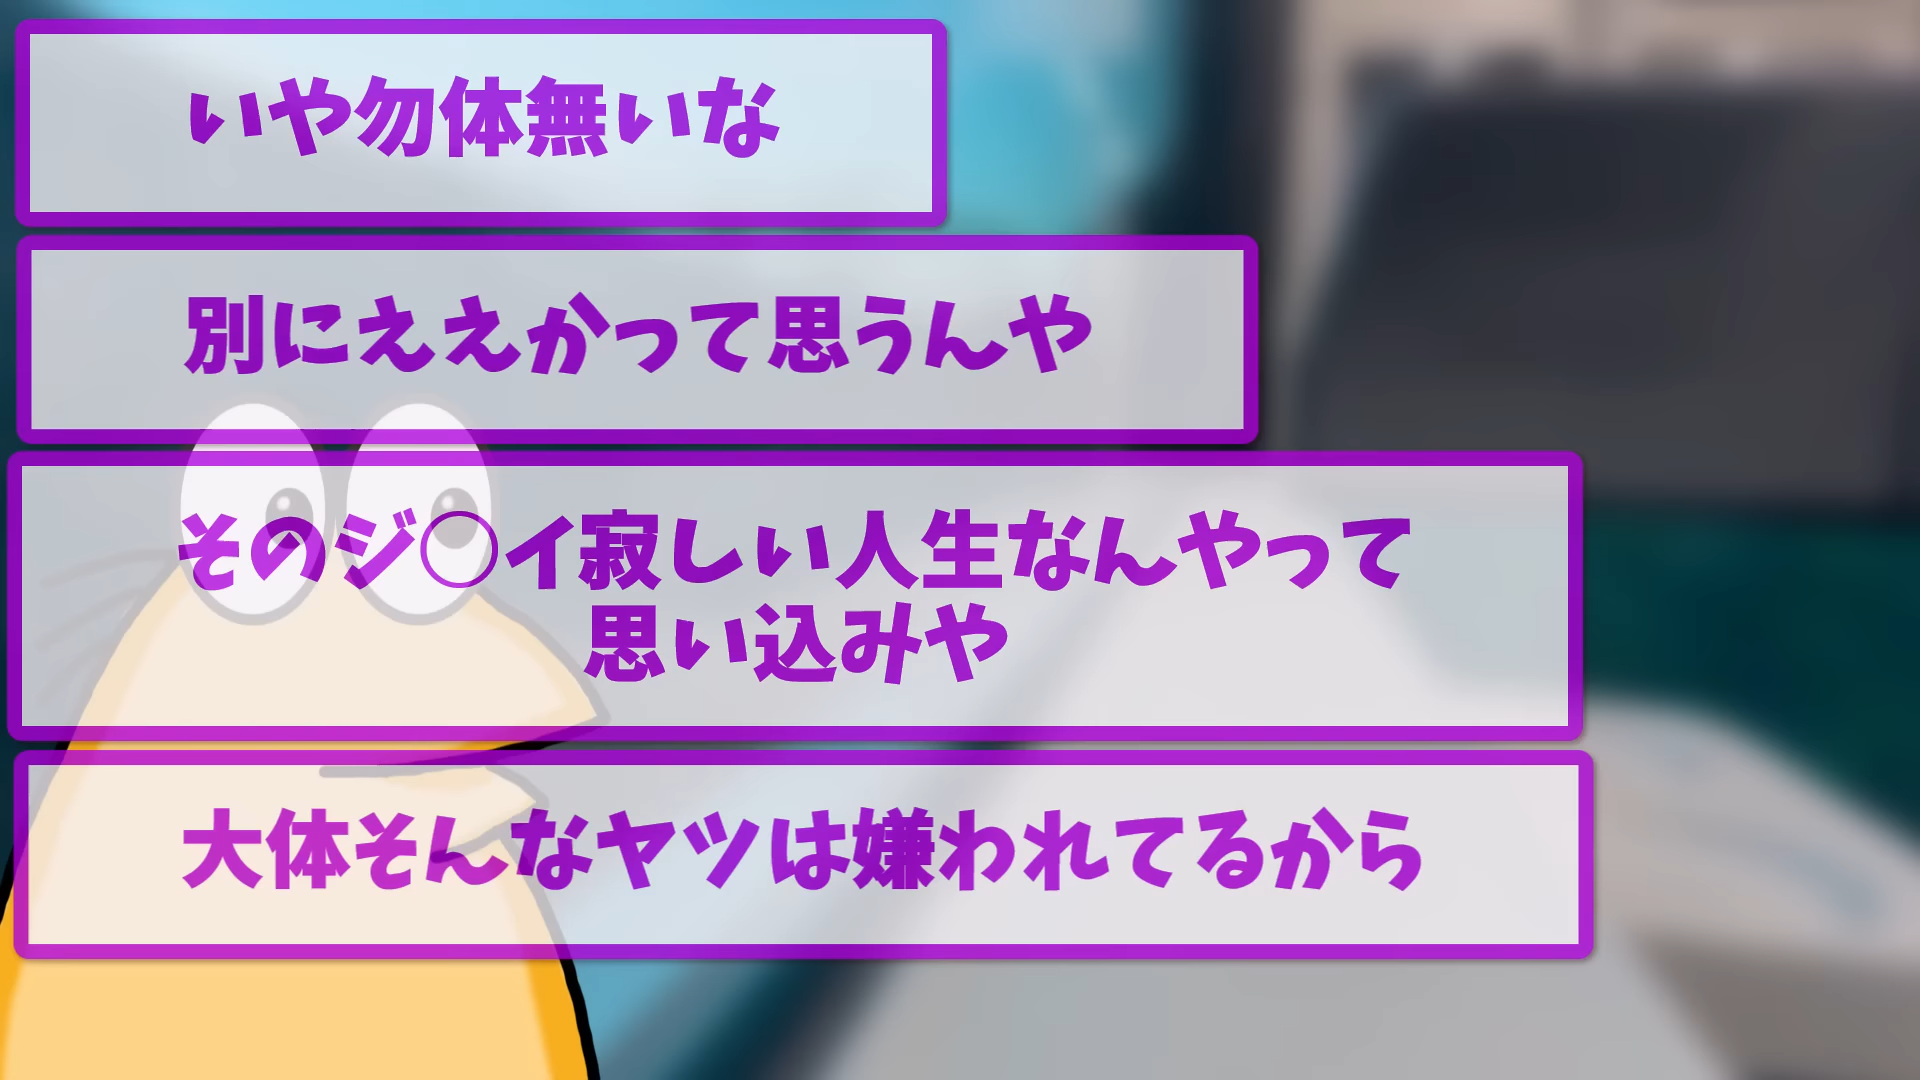 いや勿体無いな
別にええかって思うんや
そのジ◯イ寂しい人生なんやって
思い込みや
大体そんなヤツは嫌われてるから